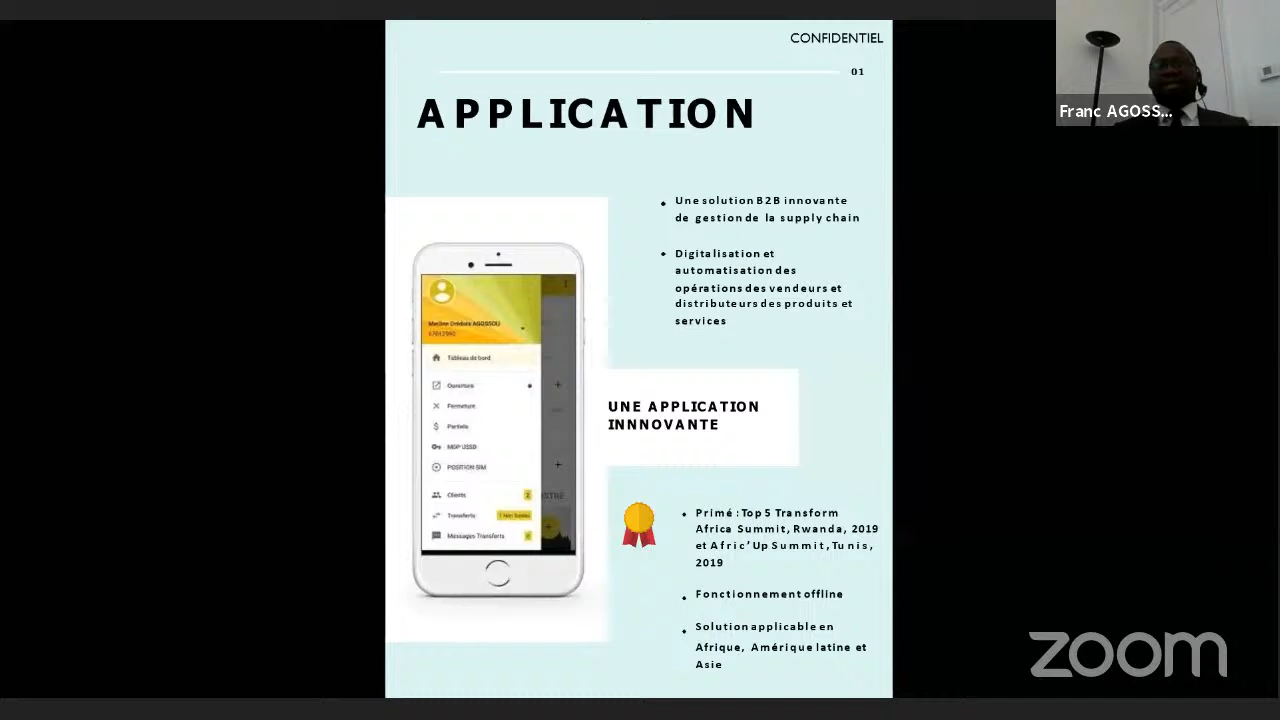 CONFIDENTIEL
01
APPLICATION
Franc AGOSS...
Une solution B2B innovante
de gestion de la supply chain
Digitalisation et
automatisation des
opérations des vendeurs et
distributeurs des produits et
services
AGOSSOU
Tableau de bord
Ouverture
Fermeture
Partiels
MGP USSD
POSITION SIM
Clients 2
Transferts
Messages Transferts
UNE APPLICATION
INNNOVANTE
Primé : Top 5 Transform
Africa Summit, Rwanda, 2019
et Afric'Up Summit, Tunis,
2019
Fonctionnement offline
Solution applicable en
Afrique, Amérique latine et
Asie
zoom